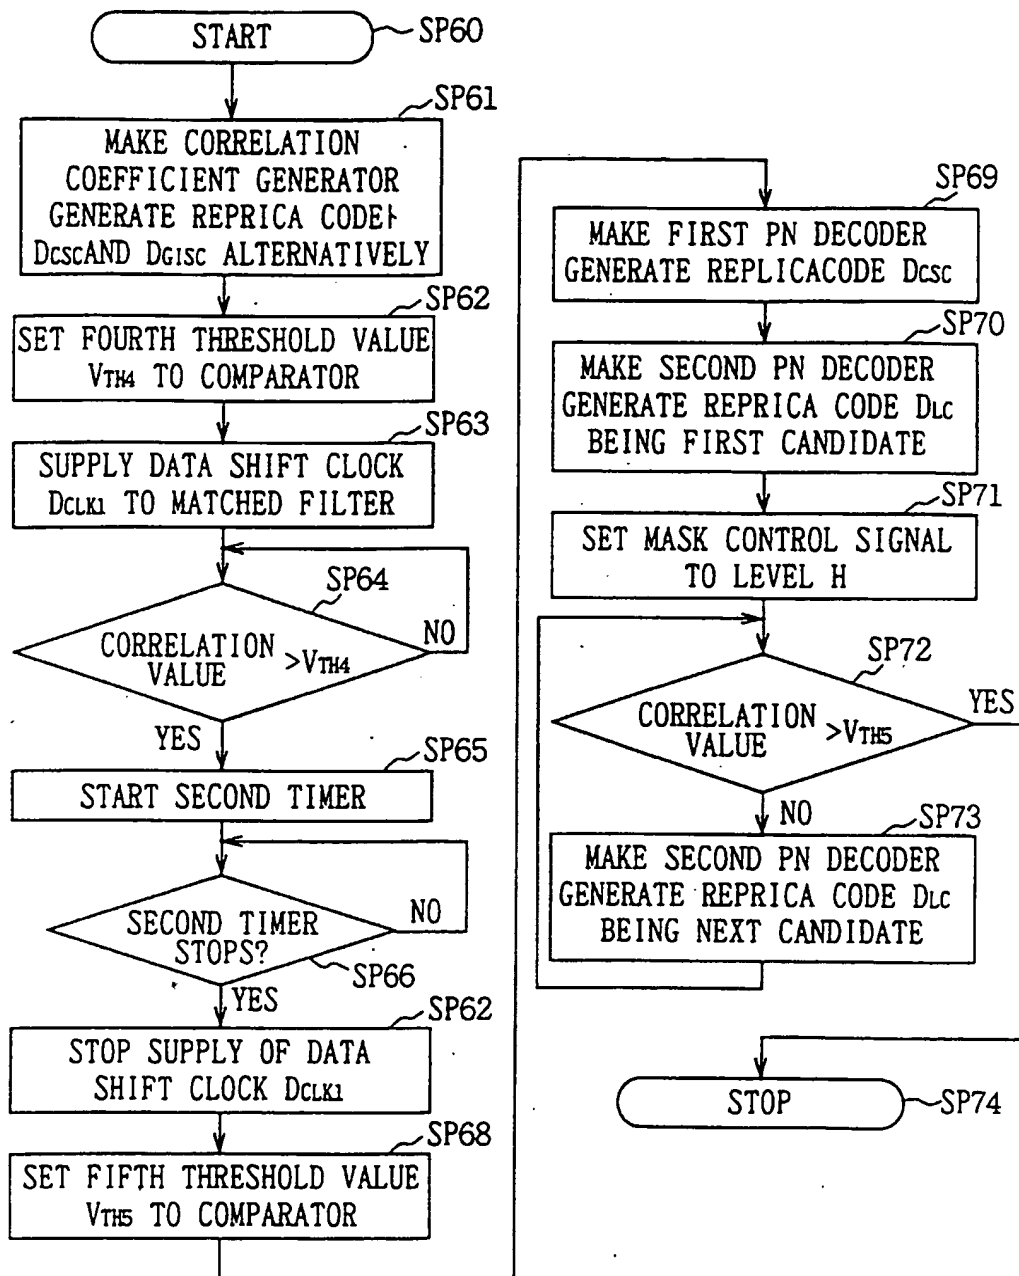 START
SP60
SP61
MAKE CORRELATION
COEFFICIENT GENERATOR
GENERATE REPRICA CODE
DCSCAND DGISC ALTERNATIVELY
SP62
SET FOURTH THRESHOLD VALUE
VTH4 TO COMPARATOR
SP63
SUPPLY DATA SHIFT CLOCK
DCLK1 TO MATCHED FILTER
SP64
CORRELATION
VALUE >VTH4
NO
YES
SP65
START SECOND TIMER
SECOND TIMER
STOPS?
NO
SP66
YES
SP62
STOP SUPPLY OF DATA
SHIFT CLOCK DCLK1
SP68
SET FIFTH THRESHOLD VALUE
VTH5 TO COMPARATOR
SP69
MAKE FIRST PN DECODER
GENERATE REPLICACODE DCSC
SP70
MAKE SECOND PN DECODER
GENERATE REPRICA CODE DLC
BEING FIRST CANDIDATE
SP71
SET MASK CONTROL SIGNAL
TO LEVEL H
SP72
CORRELATION
VALUE >VTH5
YES
NO
SP73
MAKE SECOND PN DECODER
GENERATE REPRICA CODE DLC
BEING NEXT CANDIDATE
STOP
SP74